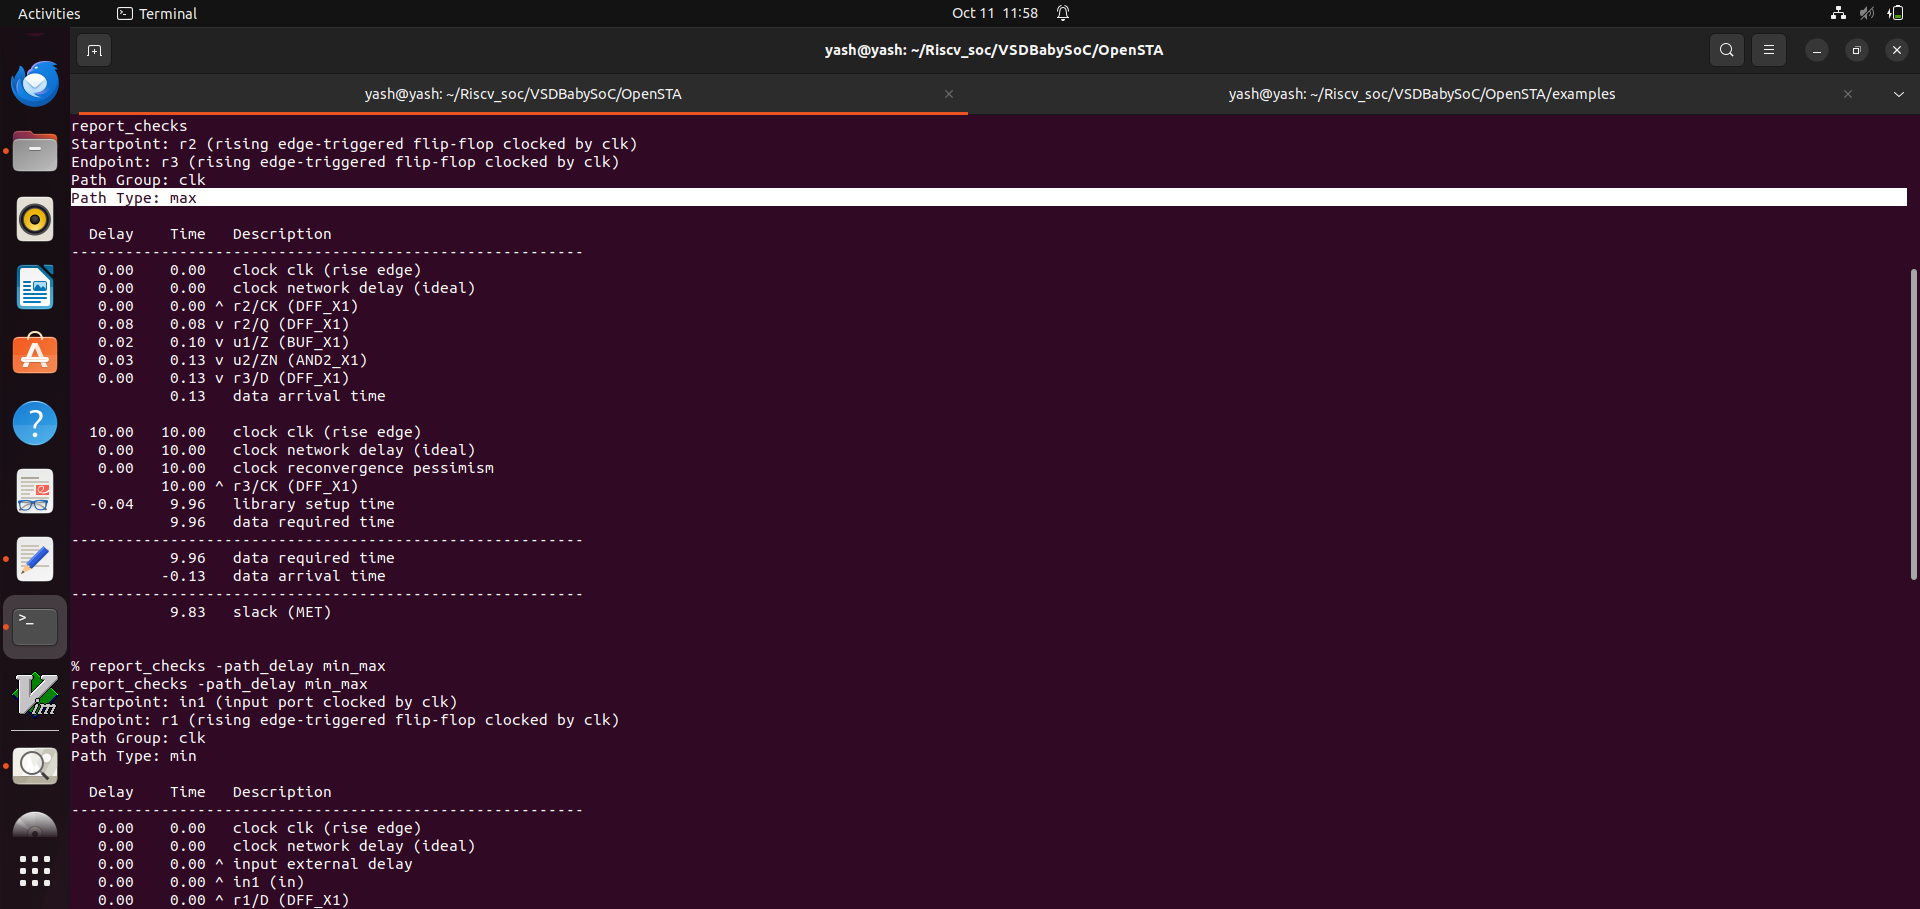 Activities
Terminal
Oct 11 11:58
yash@yash: ~/Riscv_soc/VSDBabySoC/OpenSTA
yash@yash: ~/Riscv_soc/VSDBabySoC/OpenSTA
yash@yash: ~/Riscv_soc/VSDBabySoC/OpenSTA/examples
report_checks
Startpoint: r2 (rising edge-triggered flip-flop clocked by clk)
Endpoint: r3 (rising edge-triggered flip-flop clocked by clk)
Path Group: clk
Path Type: max
  Delay    Time   Description
---------------------------------------------------------
   0.00    0.00   clock clk (rise edge)
   0.00    0.00   clock network delay (ideal)
   0.00    0.00 ^ r2/CK (DFF_X1)
   0.08    0.08 v r2/Q (DFF_X1)
   0.02    0.10 v u1/Z (BUF_X1)
   0.03    0.13 v u2/ZN (AND2_X1)
   0.00    0.13 v r3/D (DFF_X1)
           0.13   data arrival time
  10.00   10.00   clock clk (rise edge)
   0.00   10.00   clock network delay (ideal)
   0.00   10.00   clock reconvergence pessimism
          10.00 ^ r3/CK (DFF_X1)
  -0.04    9.96   library setup time
           9.96   data required time
---------------------------------------------------------
           9.96   data required time
          -0.13   data arrival time
---------------------------------------------------------
           9.83   slack (MET)
% report_checks -path_delay min_max
report_checks -path_delay min_max
Startpoint: in1 (input port clocked by clk)
Endpoint: r1 (rising edge-triggered flip-flop clocked by clk)
Path Group: clk
Path Type: min
  Delay    Time   Description
---------------------------------------------------------
   0.00    0.00   clock clk (rise edge)
   0.00    0.00   clock network delay (ideal)
   0.00    0.00 ^ input external delay
   0.00    0.00 ^ in1 (in)
   0.00    0.00 ^ r1/D (DFF_X1)